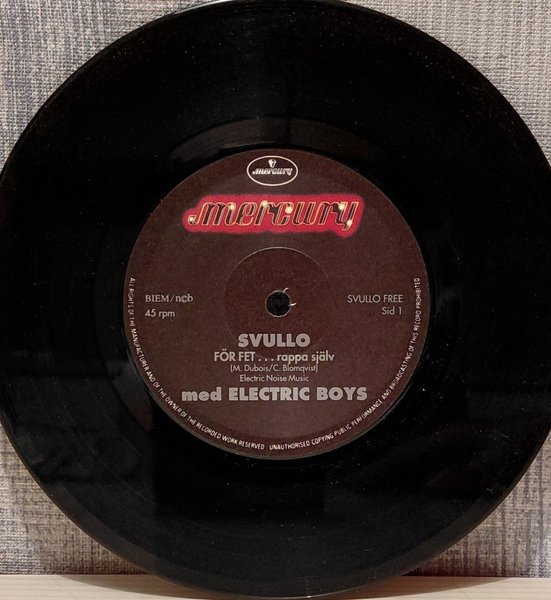 mercury
mercury
BIEM/ncb
45 rpm
SVULLO FREE
Sid 1
SVULLO
FÖR FET . . . rappa själv
(M. Dubois/C. Blomqvist)
Electric Noise Music
med ELECTRIC BOYS
ALL RIGHTS OF THE MANUFACTURER AND OF THE OWNER OF THE RECORDED WORK RESERVED UNAUTHORISED COPYING PUBLIC PERFORMANCE AND BROADCASTING OF THIS RECORD PROHIBITED